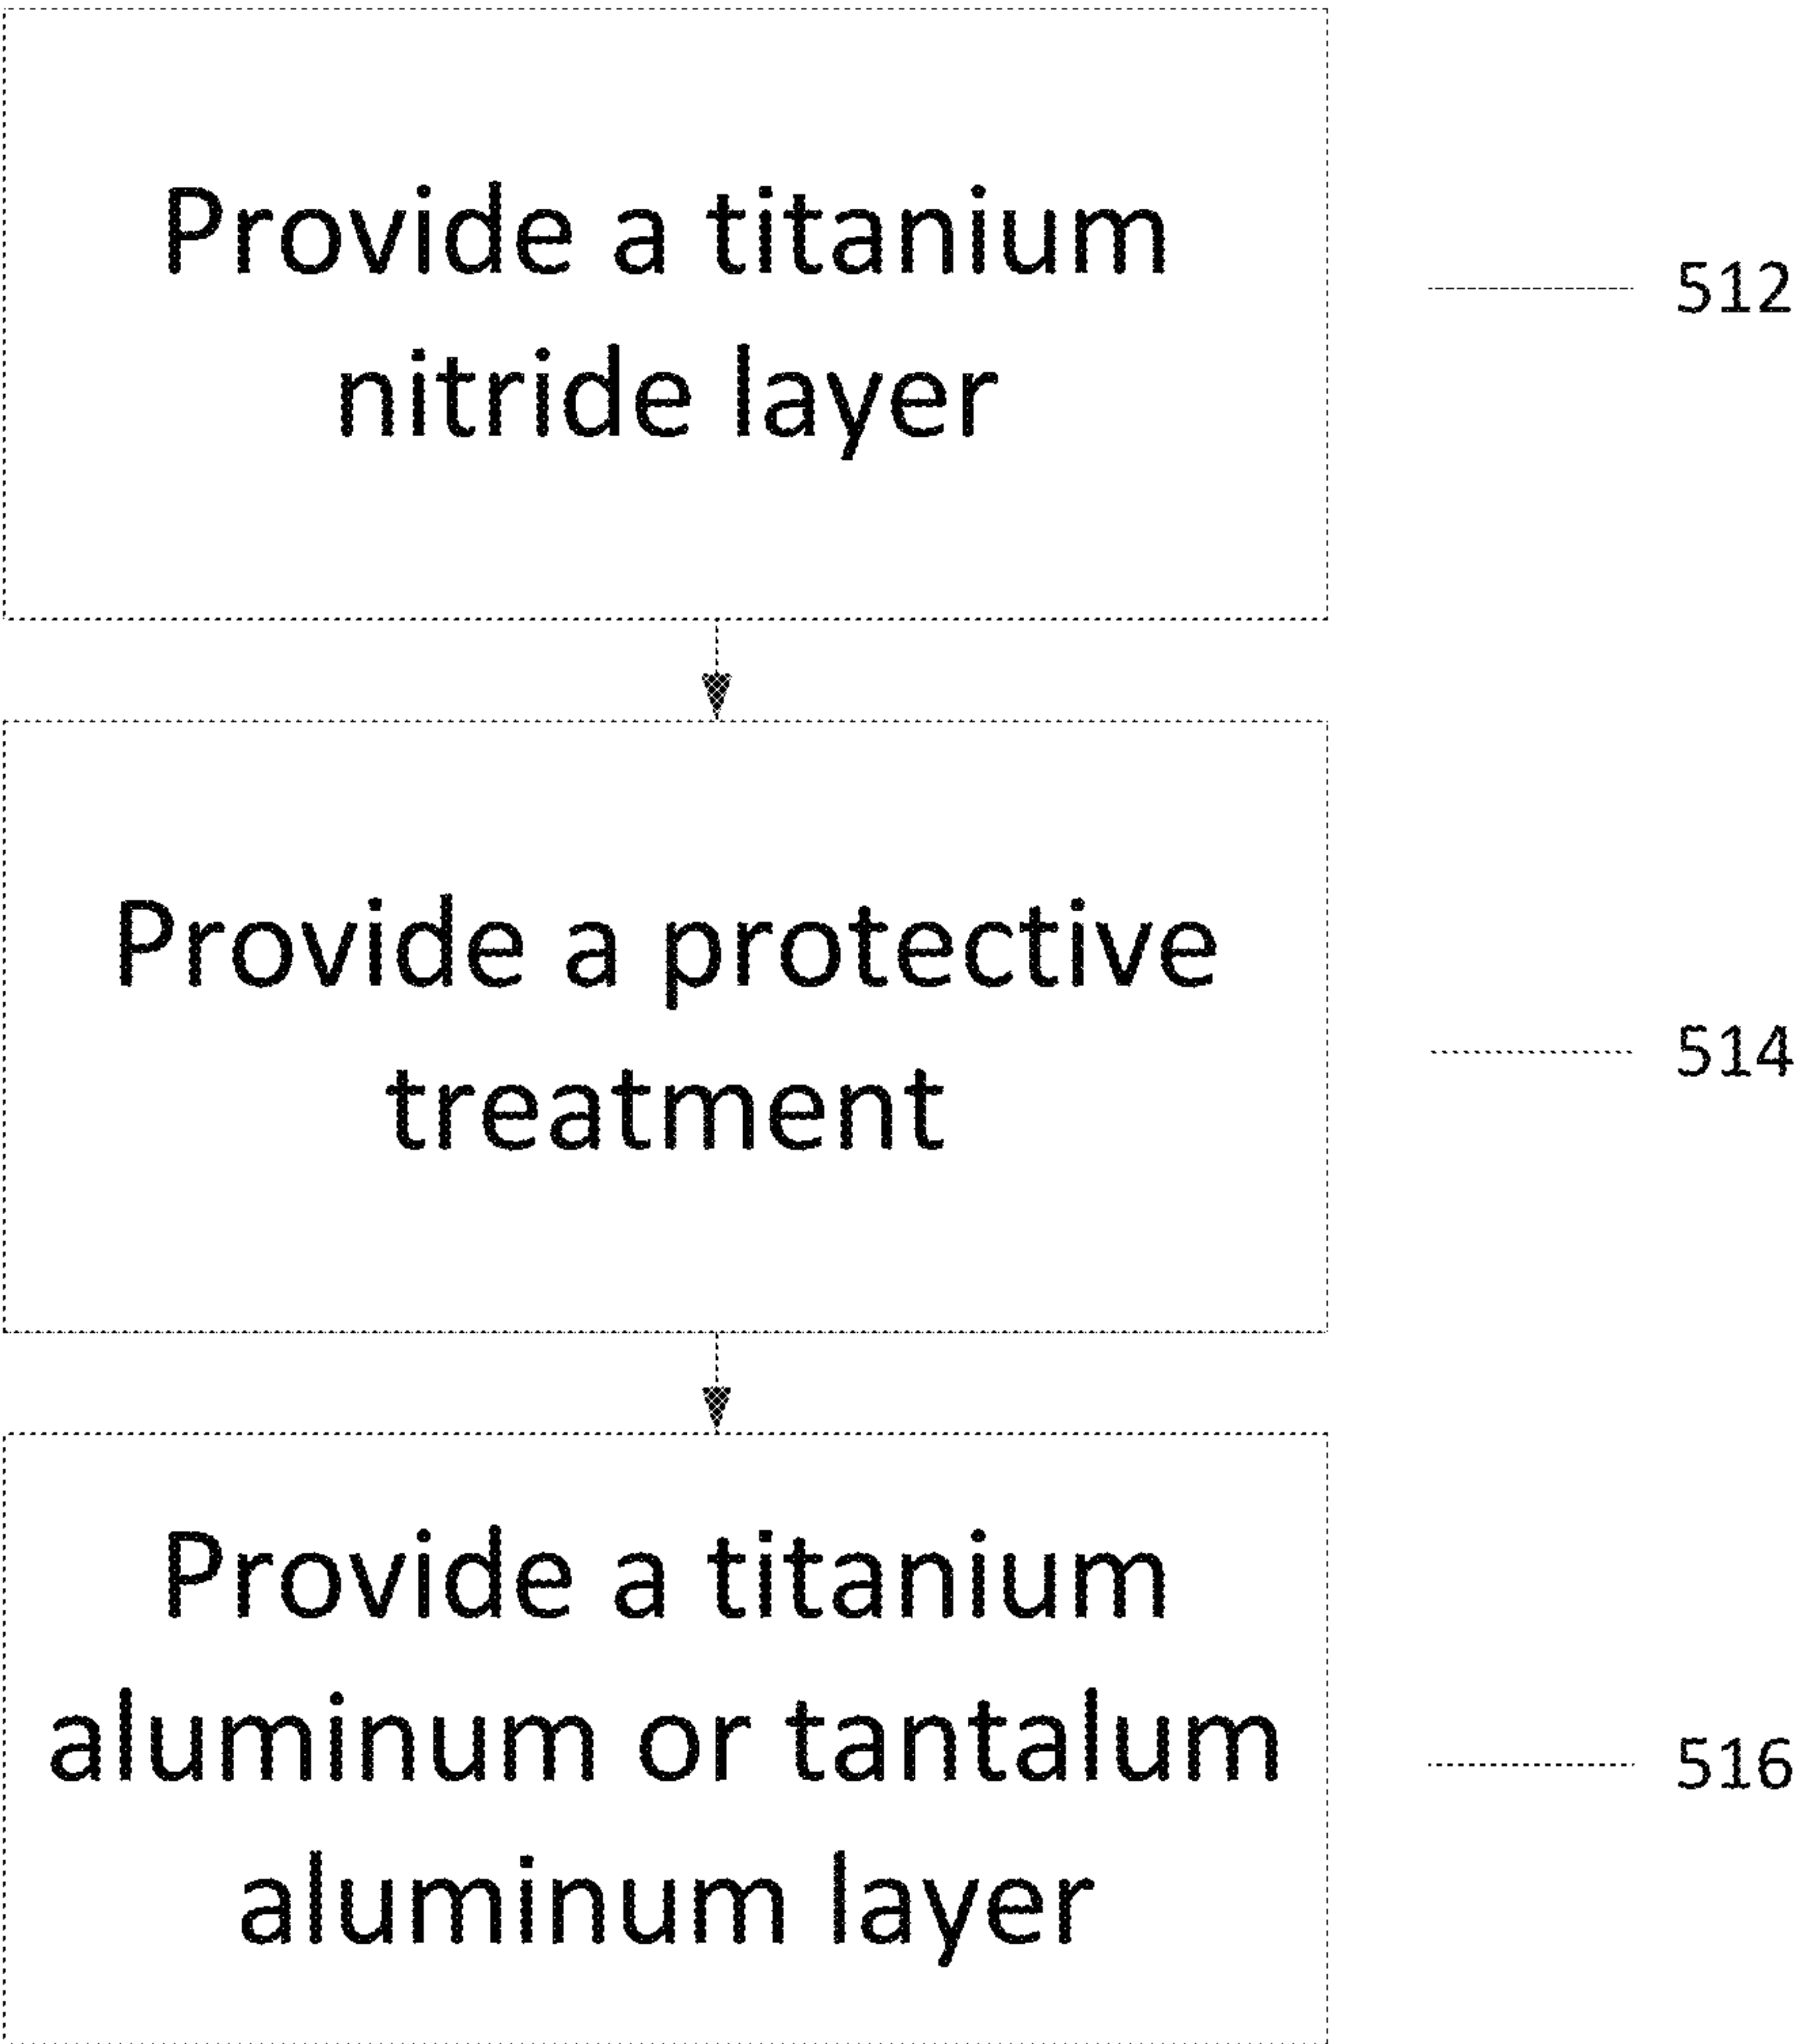 Provide a titanium
nitride layer
512
Provide a protective
treatment
514
Provide a titanium
aluminum or tantalum
aluminum layer
516